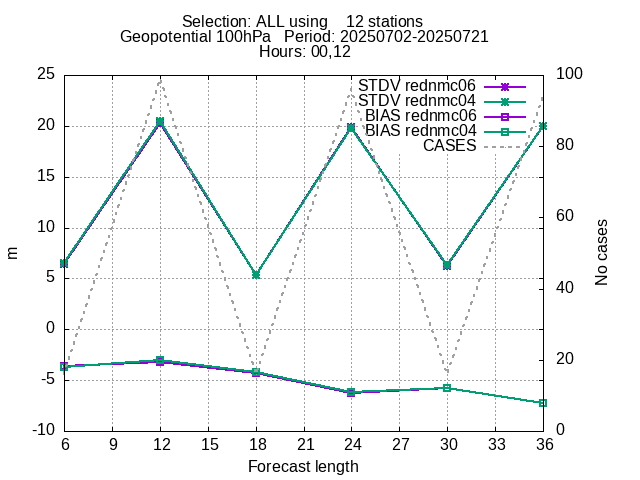 Selection: ALL using    12 stations
Geopotential 100hPa   Period: 20250702-20250721
Hours: 00,12
STDV rednmc06
STDV rednmc04
BIAS rednmc06
BIAS rednmc04
CASES
25
20
15
10
5
0
-5
-10
m
100
80
60
40
20
0
No cases
6 9 12 15 18 21 24 27 30 33 36
Forecast length